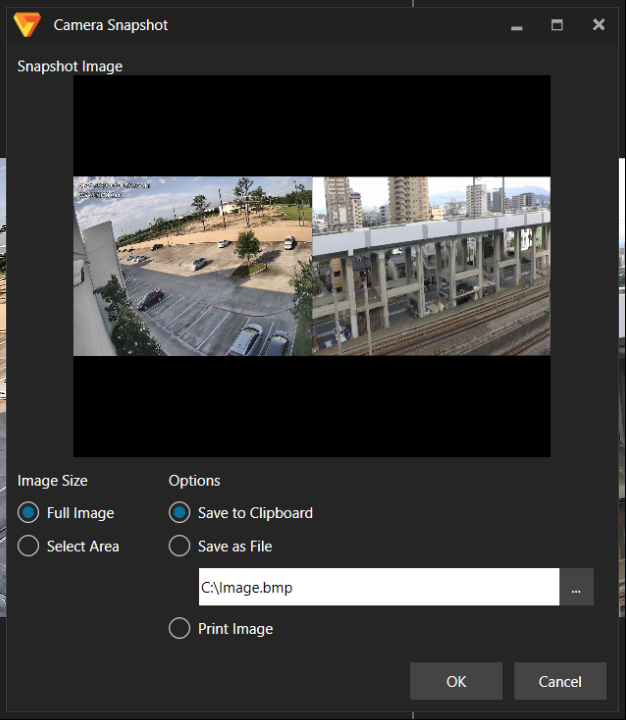 Camera Snapshot
Snapshot Image
Image Size
Options
Full Image
Save to Clipboard
Select Area
Save as File
C:\Image.bmp
...
Print Image
OK
Cancel